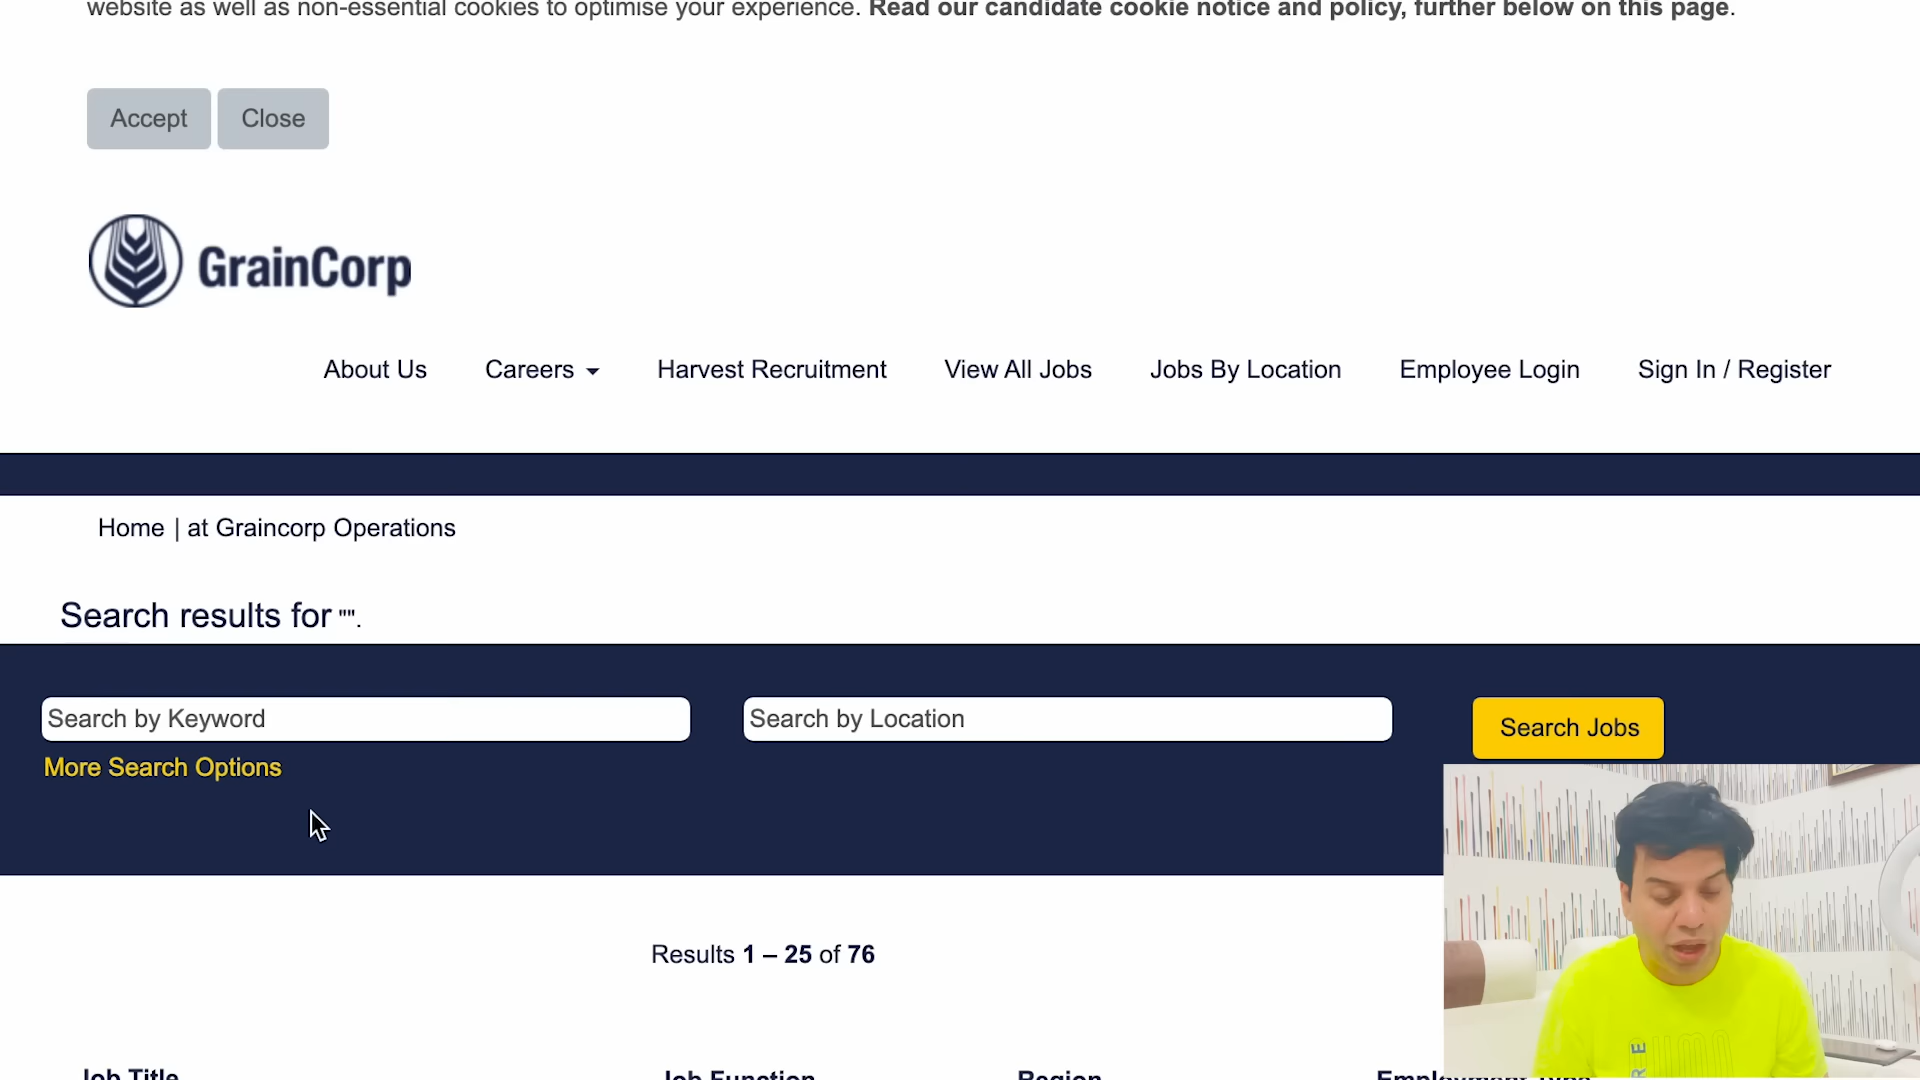 website as well as non-essential cookies to optimise your experience. Read our candidate cookie notice and policy, further below on this page.
Accept
Close
GrainCorp
About Us
Careers
Harvest Recruitment
View All Jobs
Jobs By Location
Employee Login
Sign In / Register
Home | at Graincorp Operations
Search results for "".
Search by Keyword
Search by Location
Search Jobs
More Search Options
Results 1 – 25 of 76
Job Title
Job Function
Region
Employment Type